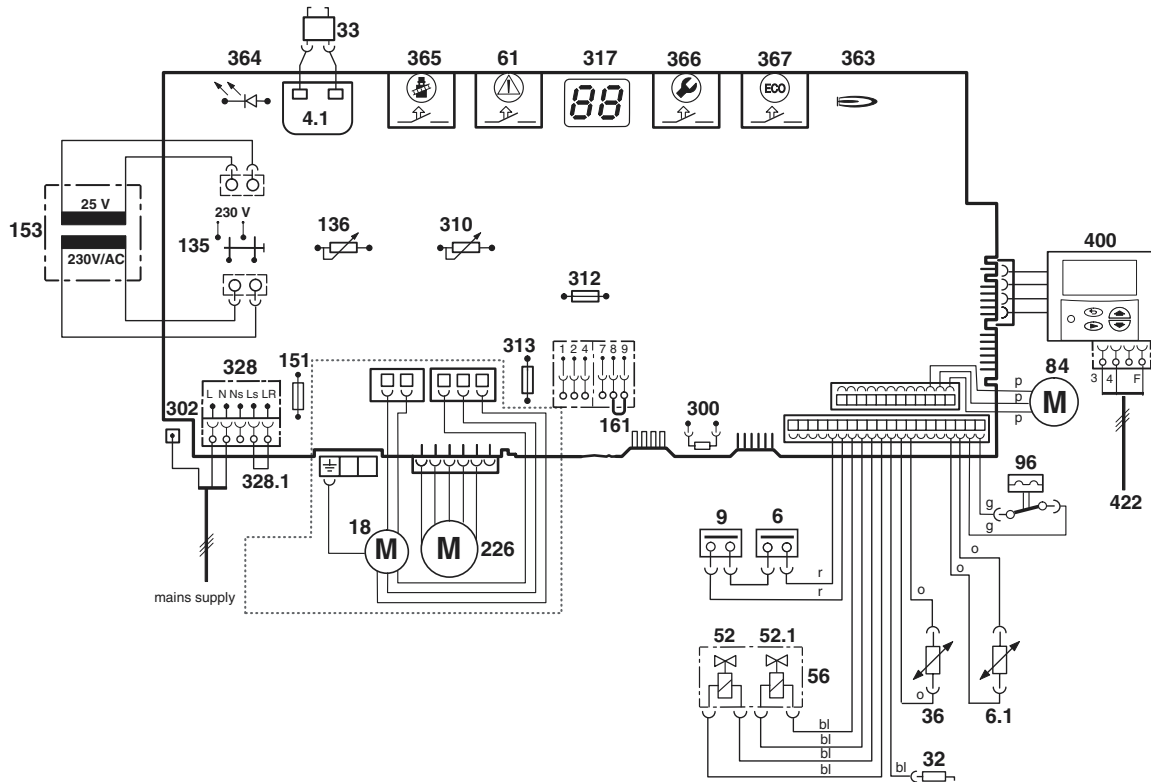 33
364
365
61
317
366
367
363
ECO
88
4.1
25 V
153
230V/AC
230 V
135
136
310
400
312
328
151
313
1 2 4 7 8 9
84
3 4 F
L N Ns Ls LR
302
300
p
p
p
M
161
328.1
96
g
g
422
18
M
M
226
9
6
r
r
o
o
o
o
mains supply
52
52.1
56
36
6.1
bl
bl
bl
bl
bl
32